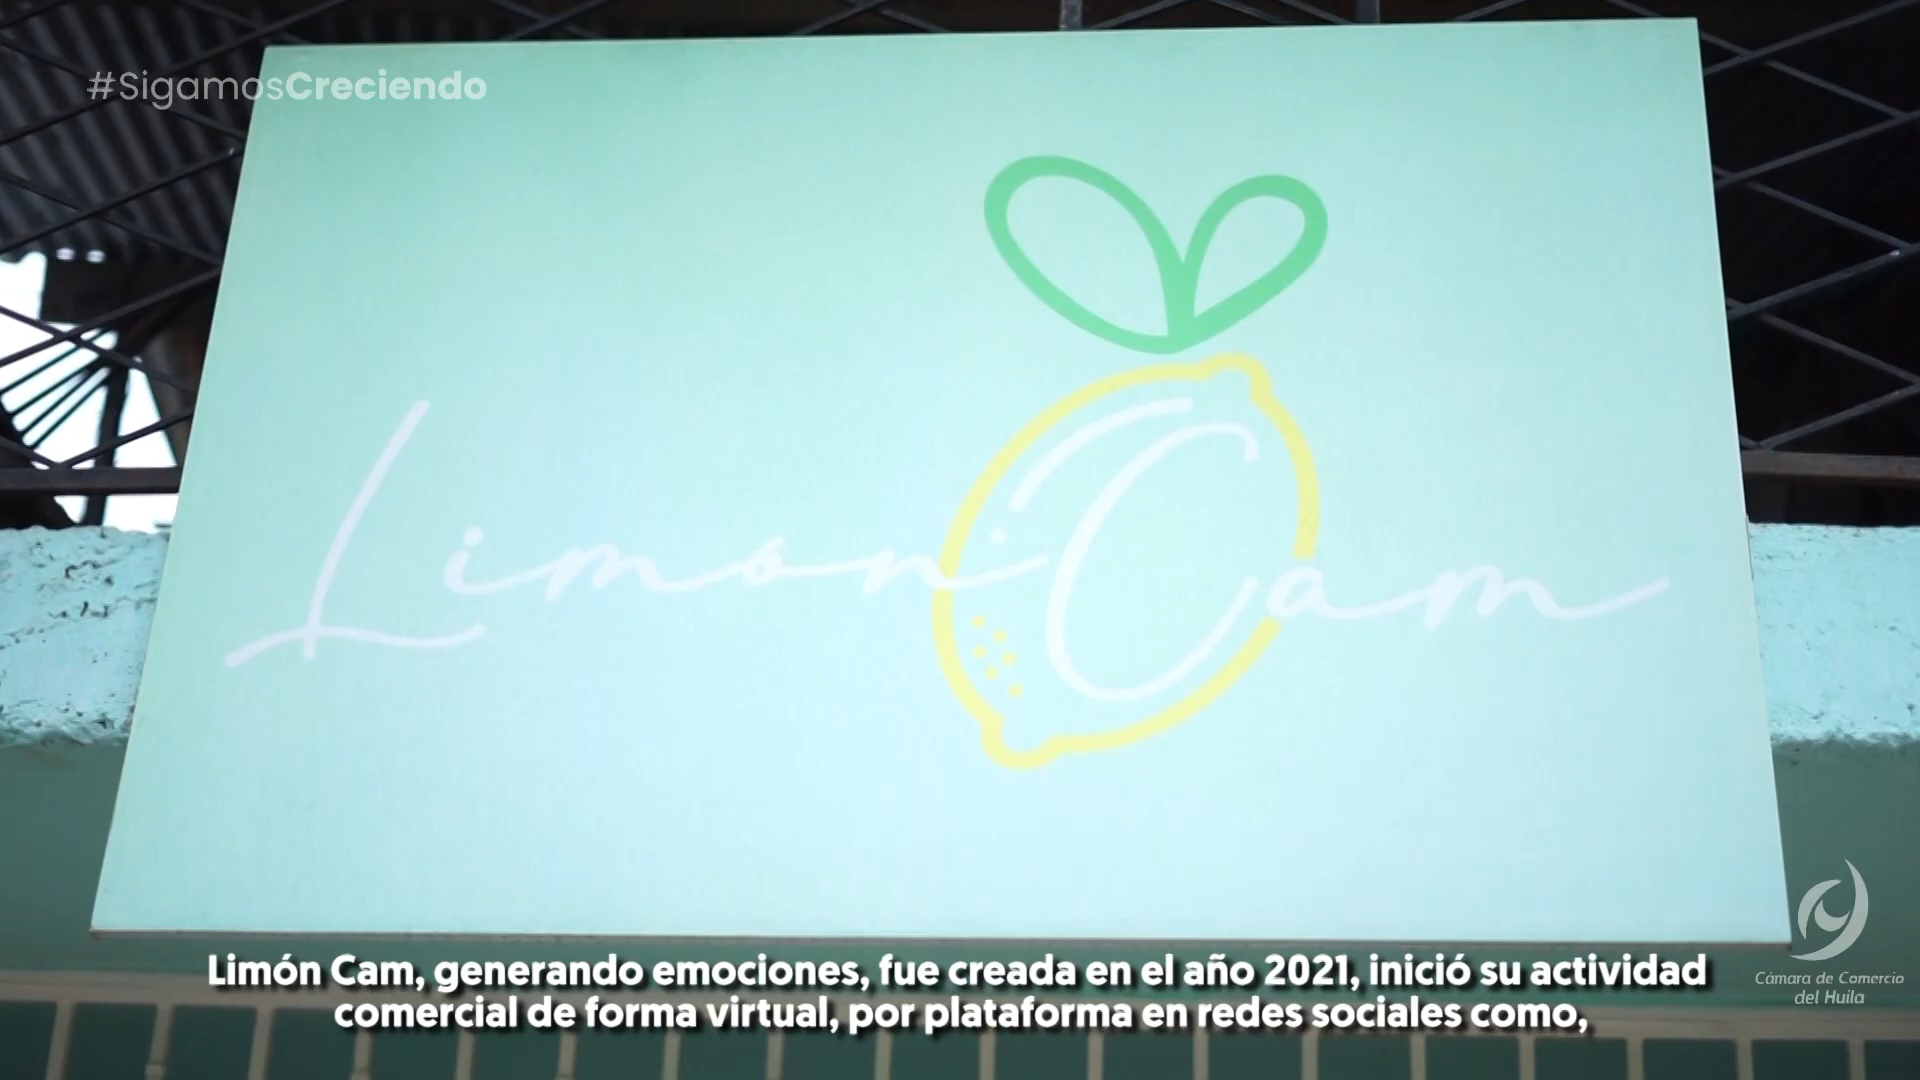 #SigamosCreciendo
Limón Cam
Limón Cam, generando emociones, fue creada en el año 2021, inició su actividad
comercial de forma virtual, por plataforma en redes sociales como,
Cámara de Comercio
del Huila